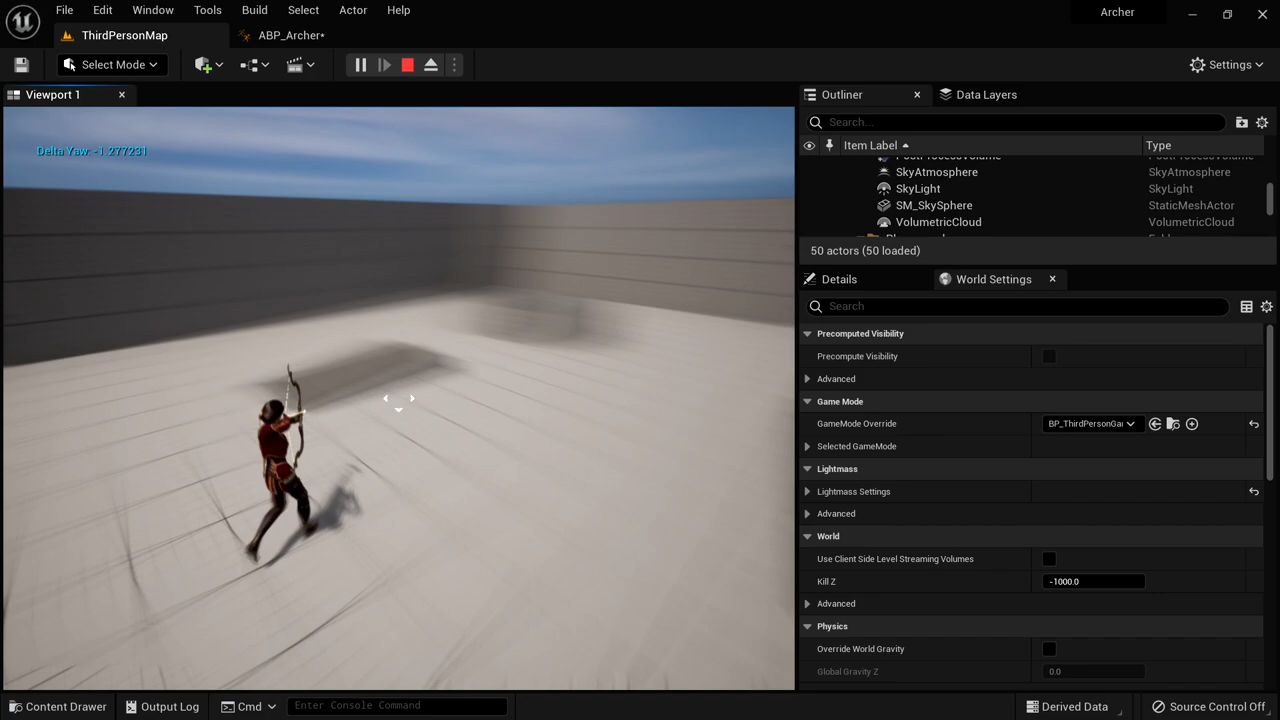 File Edit Window Tools Build Select Actor Help
Archer
ThirdPersonMap
ABP_Archer*
Select Mode
Settings
Viewport 1
Delta Yaw: -1.277231
Outliner
Data Layers
Search...
Item Label
Type
PostProcessVolume PostProcessVolume
SkyAtmosphere SkyAtmosphere
SkyLight SkyLight
SM_SkySphere StaticMeshActor
VolumetricCloud VolumetricCloud
50 actors (50 loaded)
Details
World Settings
Search
Precomputed Visibility
Precompute Visibility
Advanced
Game Mode
GameMode Override BP_ThirdPersonGa
Selected GameMode
Lightmass
Lightmass Settings
Advanced
World
Use Client Side Level Streaming Volumes
Kill Z -1000.0
Advanced
Physics
Override World Gravity
Global Gravity Z 0.0
Content Drawer
Output Log
Cmd
Enter Console Command
Derived Data
Source Control Off